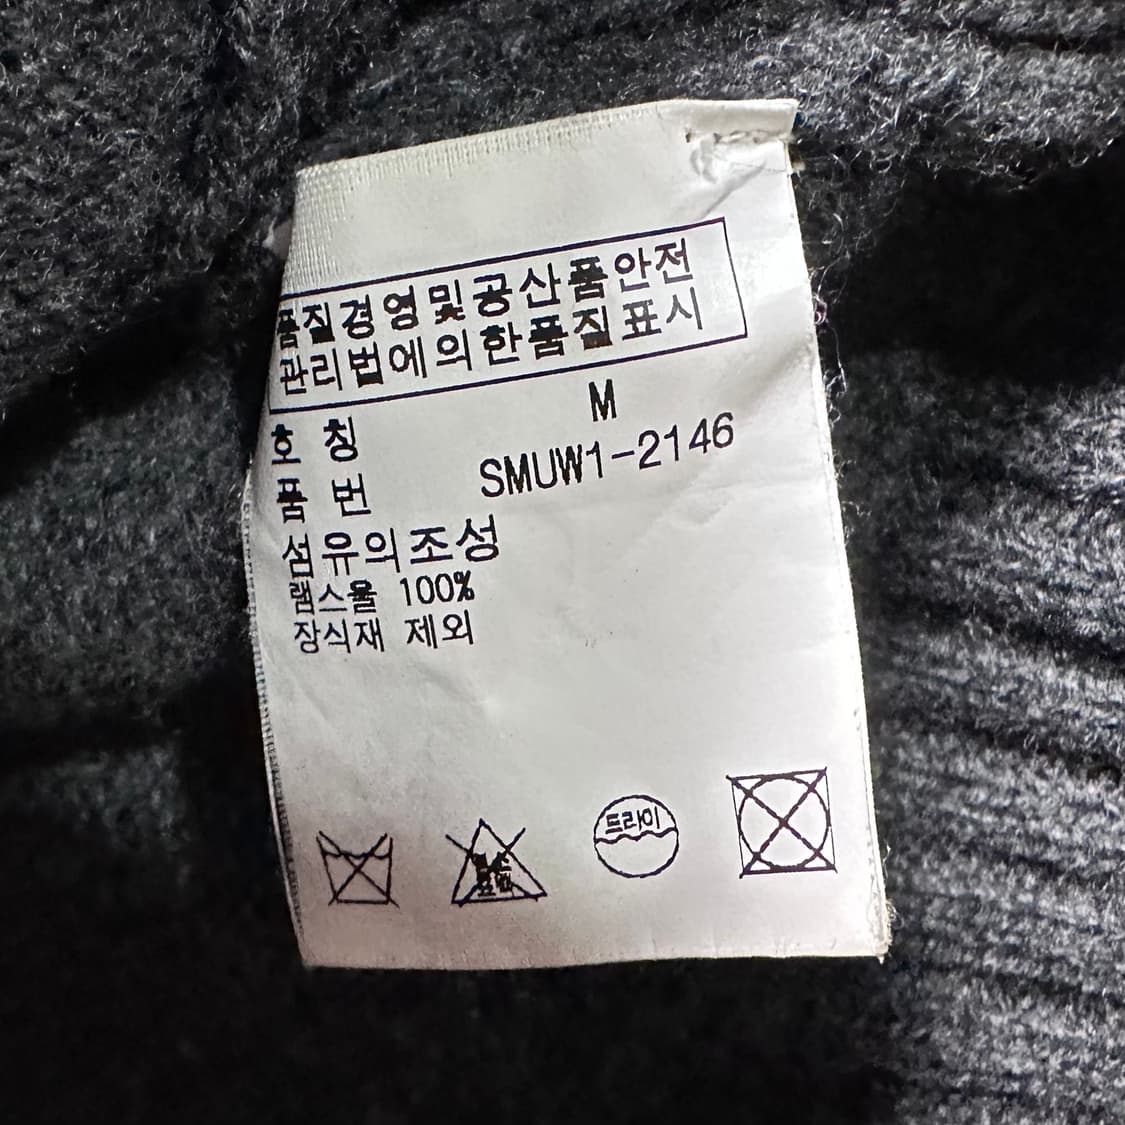 품질경영및공산품안전
관리법에의한품질표시
호 칭 M
품 번 SMUW1-2146
섬유의조성
램스울 100%
장식재 제외
드라이